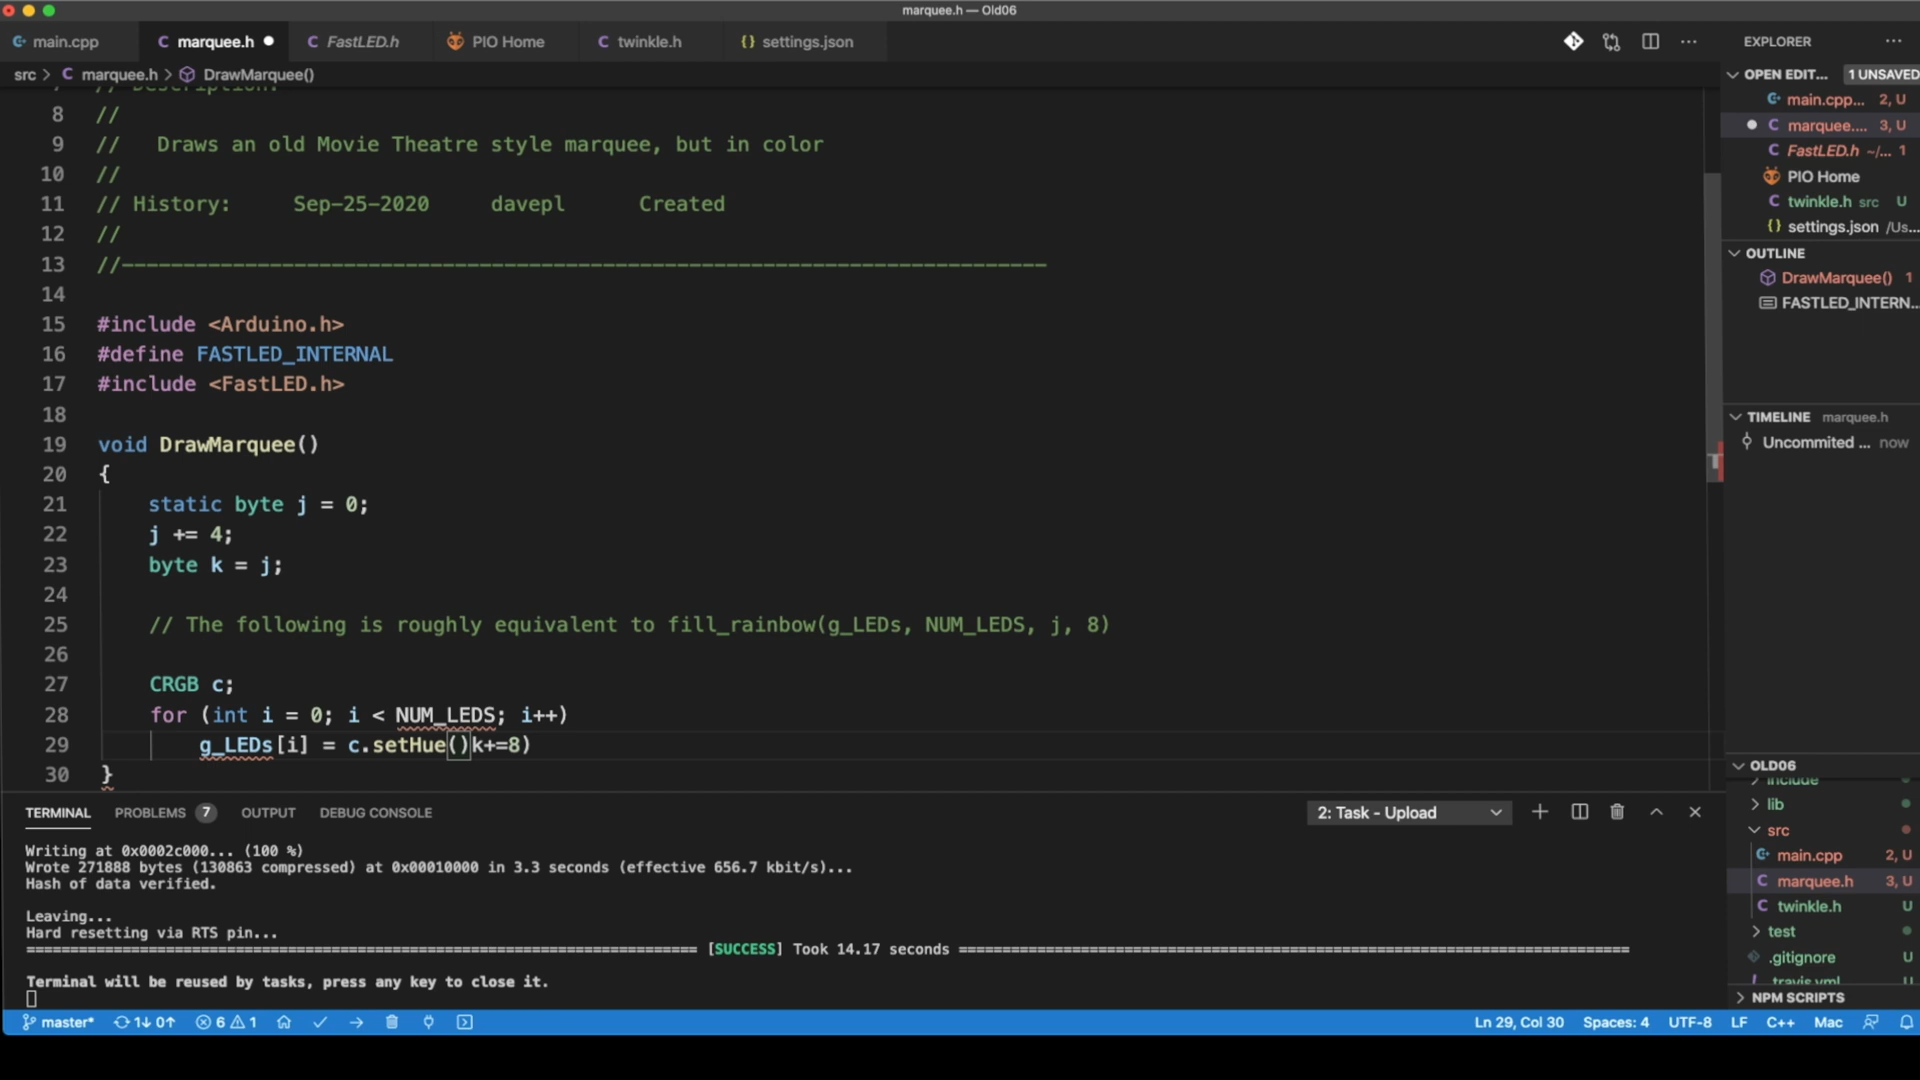 marquee.h — Old06
main.cpp
marquee.h
FastLED.h
PIO Home
twinkle.h
{} settings.json
EXPLORER
src > marquee.h > DrawMarquee()
7 // Description:
8 //
9 //   Draws an old Movie Theatre style marquee, but in color
10 //
11 // History:     Sep-25-2020     davepl      Created
12 //
13 //---------------------------------------------------------------------------
14
15 #include <Arduino.h>
16 #define FASTLED_INTERNAL
17 #include <FastLED.h>
18
19 void DrawMarquee()
20 {
21     static byte j = 0;
22     j += 4;
23     byte k = j;
24
25     // The following is roughly equivalent to fill_rainbow(g_LEDs, NUM_LEDS, j, 8)
26
27     CRGB c;
28     for (int i = 0; i < NUM_LEDS; i++)
29         g_LEDs[i] = c.setHue()k+=8)
30 }
OPEN EDIT... 1 UNSAVED
main.cpp... 2, U
marquee.... 3, U
FastLED.h ~/... 1
PIO Home
twinkle.h src U
{} settings.json /Us...
OUTLINE
DrawMarquee() 1
FASTLED_INTERN...
TIMELINE marquee.h
Uncommited ... now
OLD06
include
lib
src
main.cpp 2, U
marquee.h 3, U
twinkle.h U
test
.gitignore U
.travis.yml U
NPM SCRIPTS
TERMINAL PROBLEMS 7 OUTPUT DEBUG CONSOLE 2: Task - Upload
Writing at 0x0002c000... (100 %)
Wrote 271888 bytes (130863 compressed) at 0x00010000 in 3.3 seconds (effective 656.7 kbit/s)...
Hash of data verified.
Leaving...
Hard resetting via RTS pin...
[SUCCESS] Took 14.17 seconds
Terminal will be reused by tasks, press any key to close it.
master* 1↓ 0↑ 6 1 Ln 29, Col 30 Spaces: 4 UTF-8 LF C++ Mac